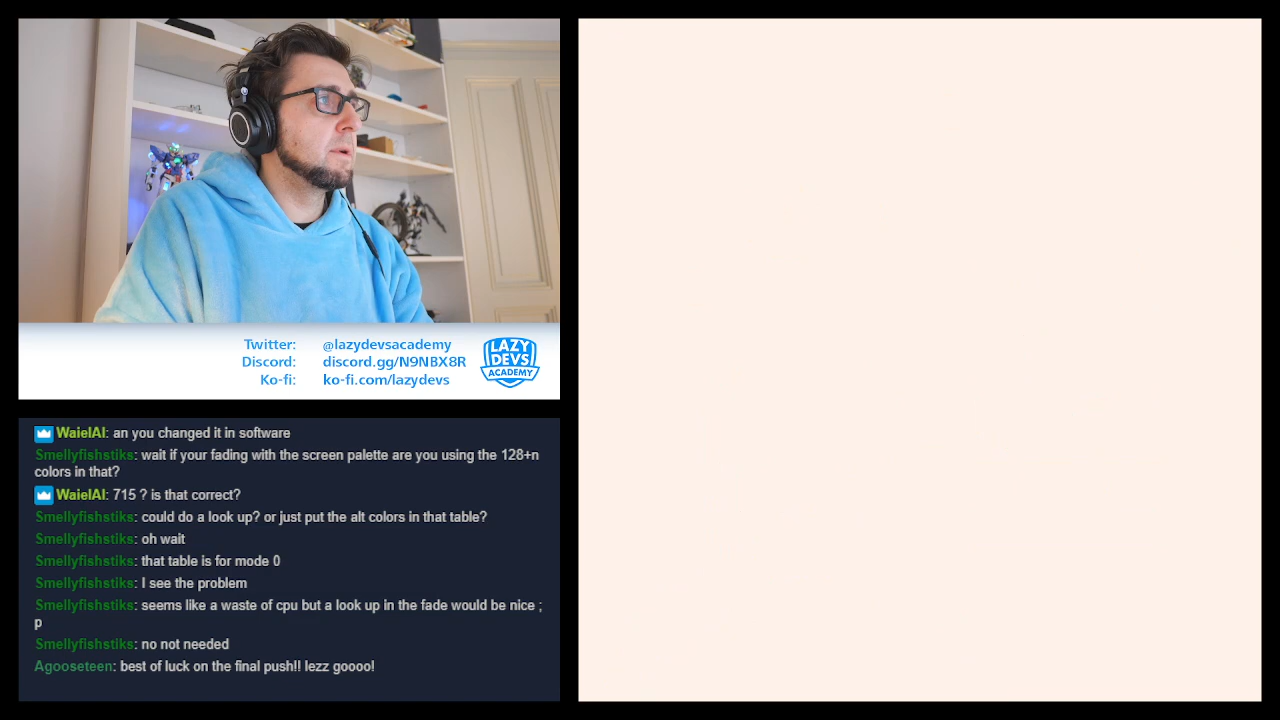 Twitter: @lazydevsacademy
Discord: discord.gg/N9NBX8R
Ko-fi: ko-fi.com/lazydevs
LAZY
DEVS
ACADEMY
WaielAl: an you changed it in software
Smellyfishstiks: wait if your fading with the screen palette are you using the 128+n
colors in that?
WaielAl: 715 ? is that correct?
Smellyfishstiks: could do a look up? or just put the alt colors in that table?
Smellyfishstiks: oh wait
Smellyfishstiks: that table is for mode 0
Smellyfishstiks: I see the problem
Smellyfishstiks: seems like a waste of cpu but a look up in the fade would be nice ;
p
Smellyfishstiks: no not needed
Agooseteen: best of luck on the final push!! lezz goooo!